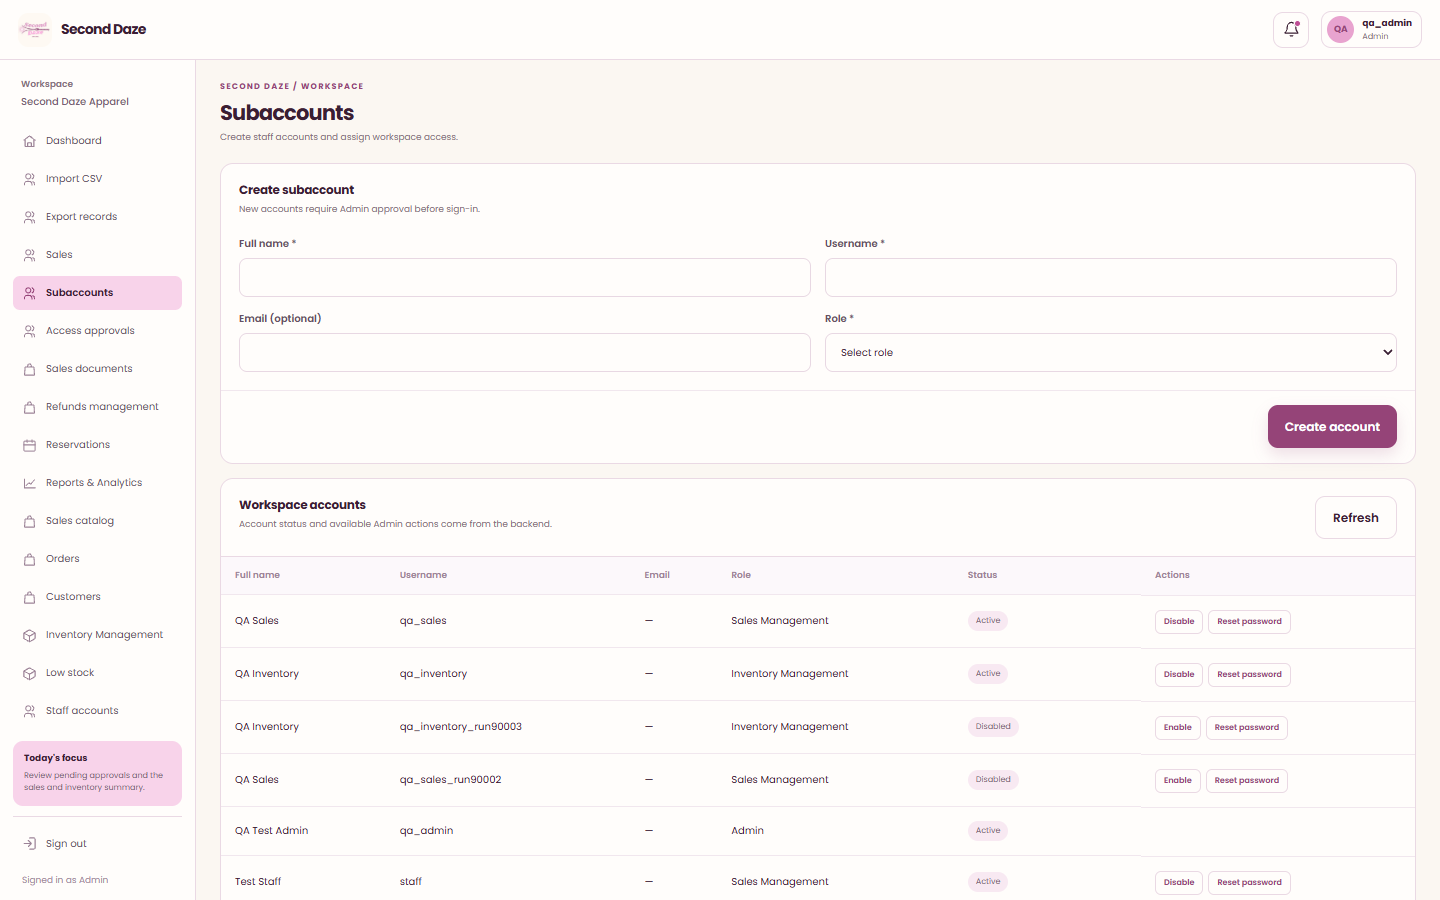 Second Daze
QA
qa_admin
Admin
Workspace
Second Daze Apparel
Dashboard
Import CSV
Export records
Sales
Subaccounts
Access approvals
Sales documents
Refunds management
Reservations
Reports & Analytics
Sales catalog
Orders
Customers
Inventory Management
Low stock
Staff accounts
Today's focus
Review pending approvals and the
sales and inventory summary.
Sign out
Signed in as Admin
SECOND DAZE / WORKSPACE
Subaccounts
Create staff accounts and assign workspace access.
Create subaccount
New accounts require Admin approval before sign-in.
Full name * Username *
Email (optional) Role *
Select role
Create account
Workspace accounts
Account status and available Admin actions come from the backend.
Refresh
Full name Username Email Role Status Actions
QA Sales qa_sales — Sales Management Active Disable Reset password
QA Inventory qa_inventory — Inventory Management Active Disable Reset password
QA Inventory qa_inventory_run90003 — Inventory Management Disabled Enable Reset password
QA Sales qa_sales_run90002 — Sales Management Disabled Enable Reset password
QA Test Admin qa_admin — Admin Active
Test Staff staff — Sales Management Active Disable Reset password